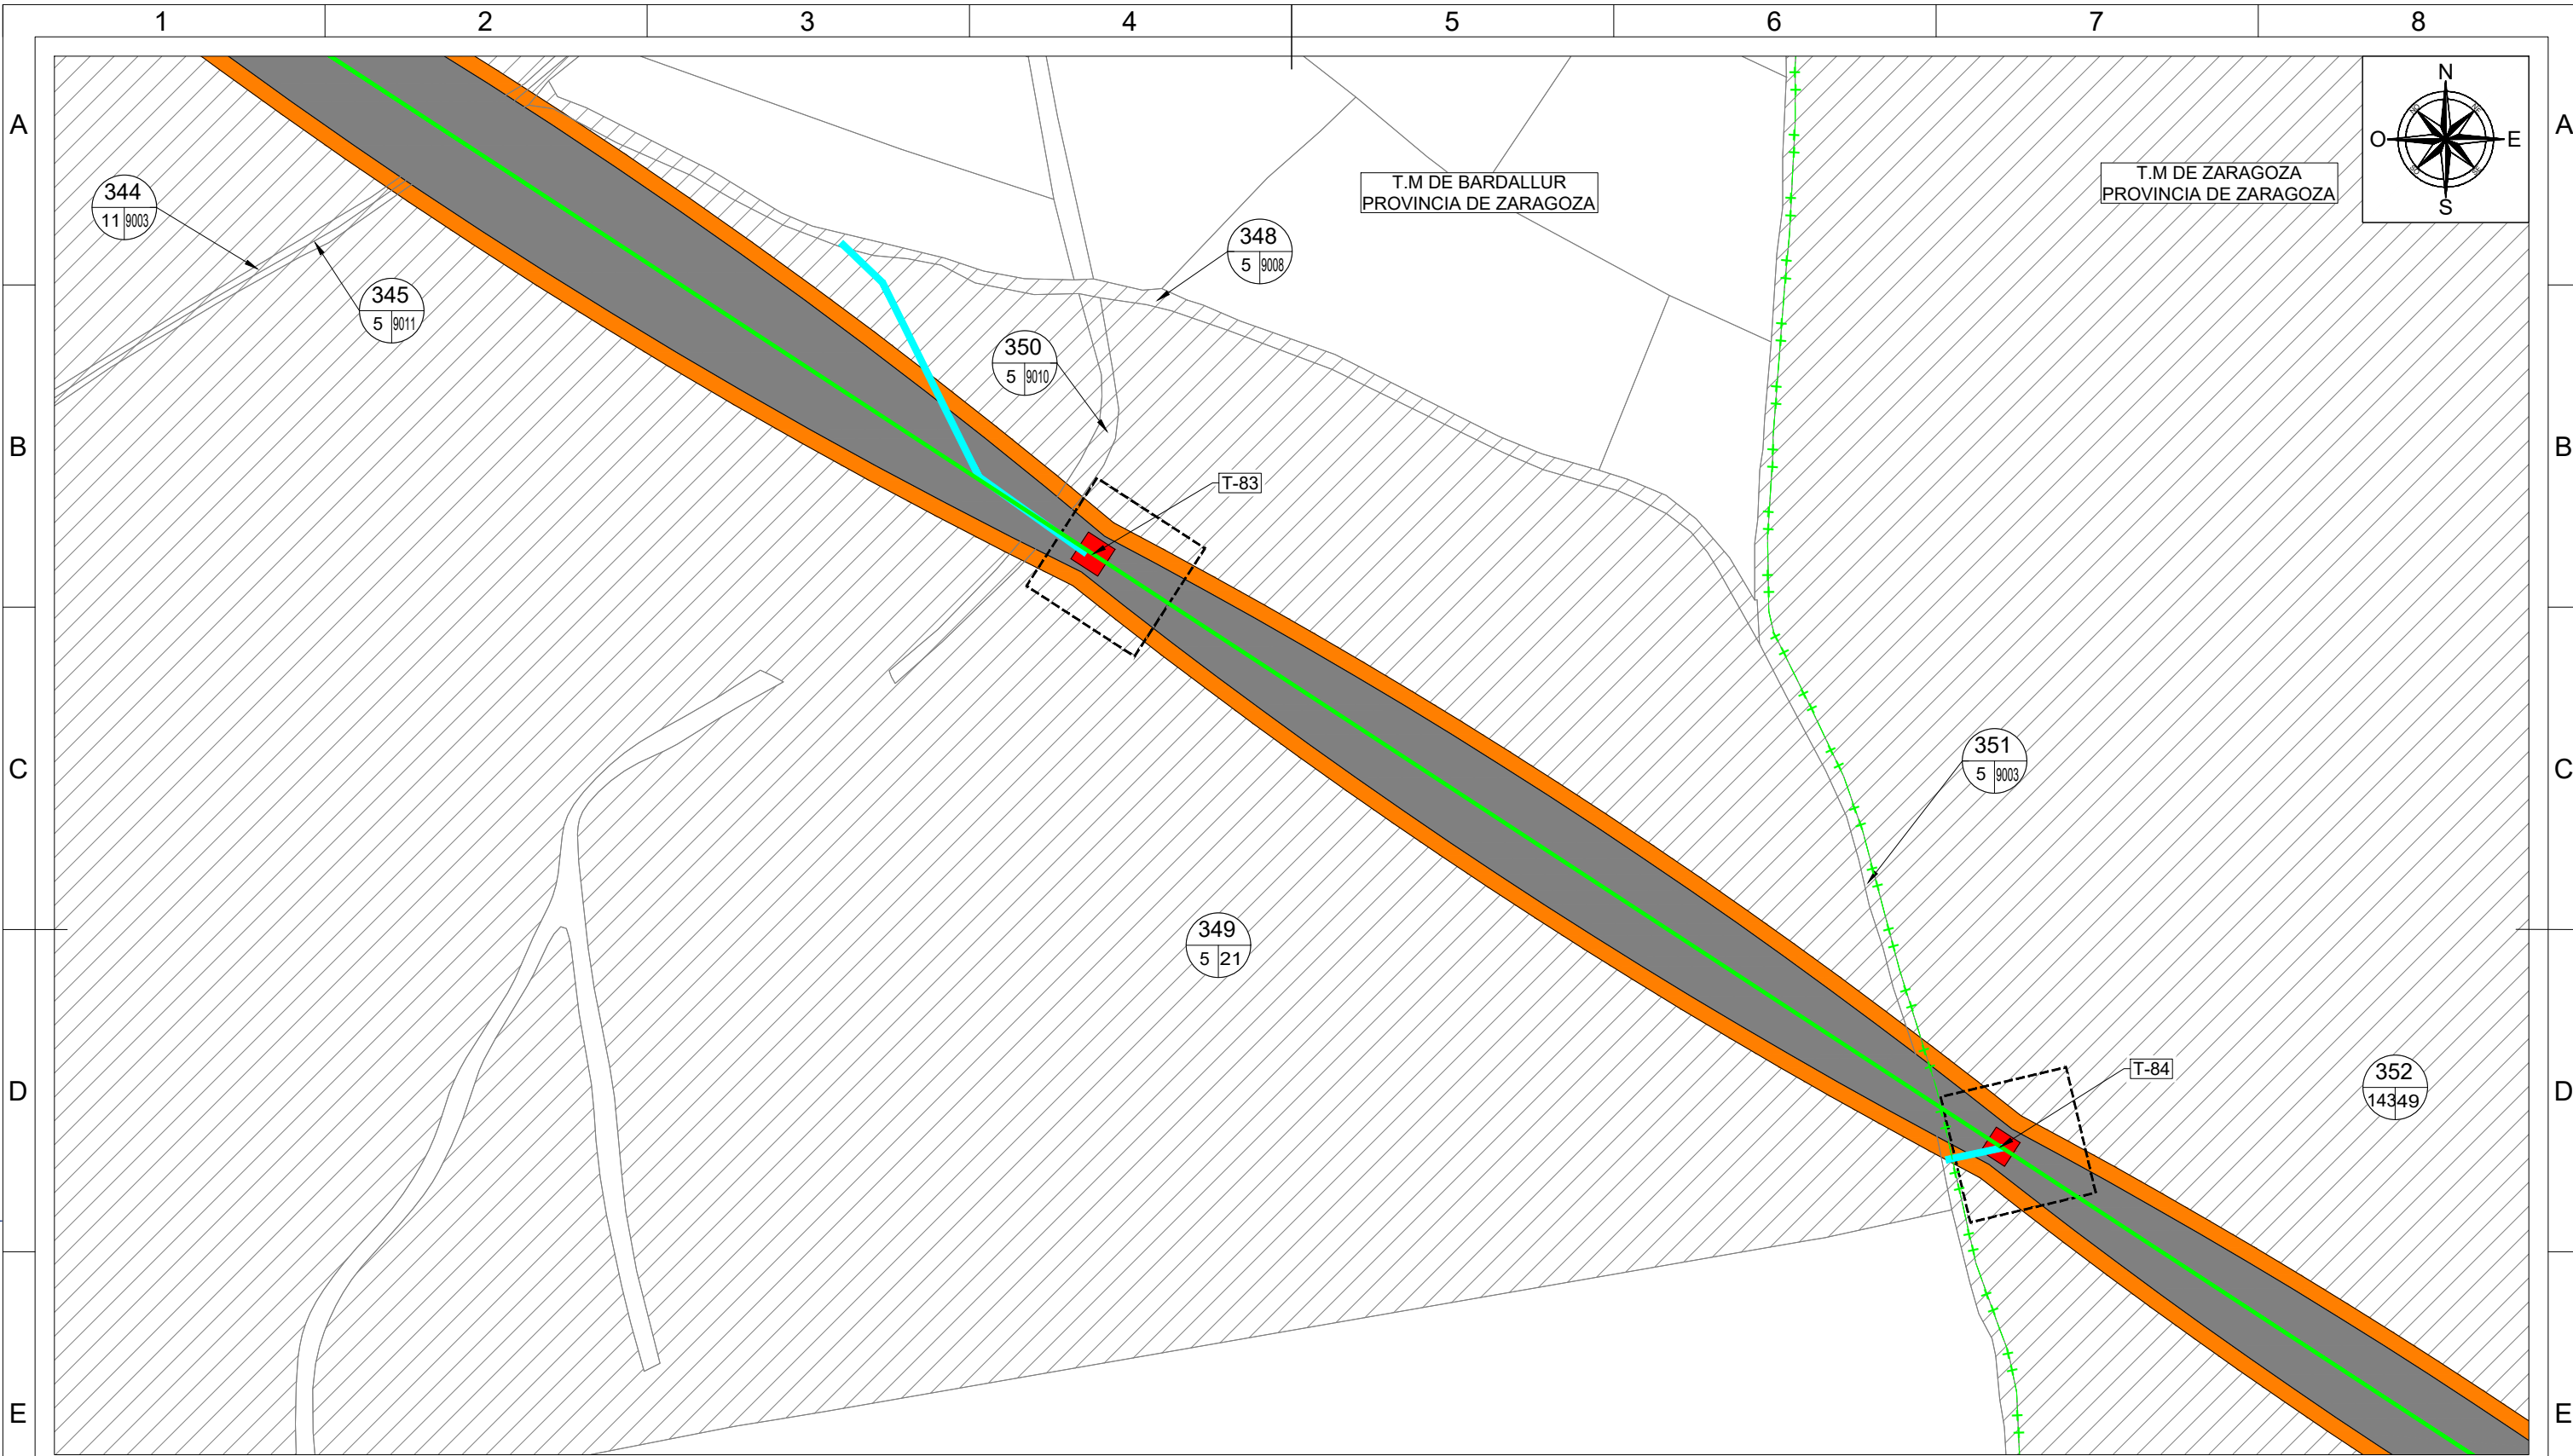 1 2 3 4 5 6 7 8
A A
N
O E
S
T.M DE BARDALLUR
PROVINCIA DE ZARAGOZA
T.M DE ZARAGOZA
PROVINCIA DE ZARAGOZA
344
11 9003
348
5 9008
345
5 9011
350
5 9010
B B
T-83
351
5 9003
C C
349
5 21
T-84
352
143 49
D D
E E